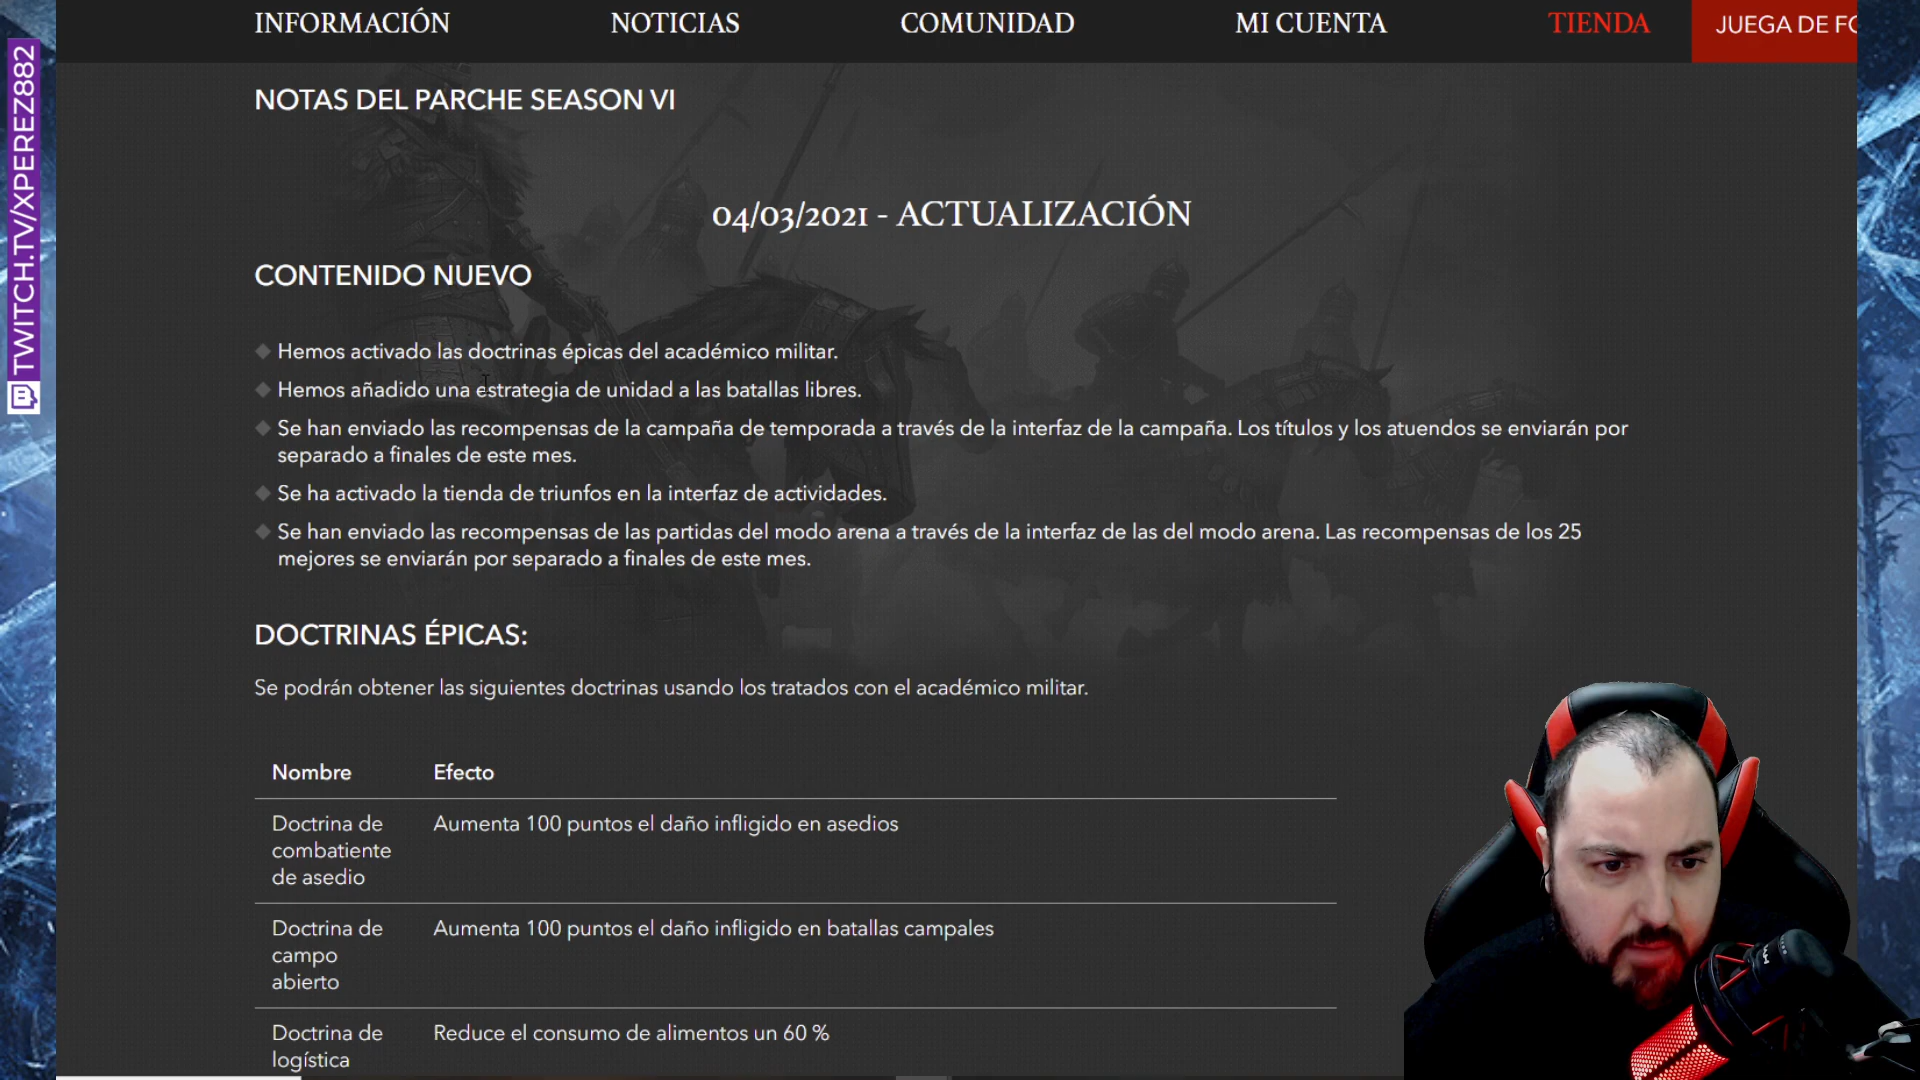 INFORMACIÓN NOTICIAS COMUNIDAD MI CUENTA TIENDA JUEGA DE FO
TWITCH.TV/XPEREZ882
NOTAS DEL PARCHE SEASON VI
04/03/2021 - ACTUALIZACIÓN
CONTENIDO NUEVO
Hemos activado las doctrinas épicas del académico militar.
Hemos añadido una estrategia de unidad a las batallas libres.
Se han enviado las recompensas de la campaña de temporada a través de la interfaz de la campaña. Los títulos y los atuendos se enviarán por
separado a finales de este mes.
Se ha activado la tienda de triunfos en la interfaz de actividades.
Se han enviado las recompensas de las partidas del modo arena a través de la interfaz de las del modo arena. Las recompensas de los 25
mejores se enviarán por separado a finales de este mes.
DOCTRINAS ÉPICAS:
Se podrán obtener las siguientes doctrinas usando los tratados con el académico militar.
Nombre Efecto
Doctrina de Aumenta 100 puntos el daño infligido en asedios
combatiente
de asedio
Doctrina de Aumenta 100 puntos el daño infligido en batallas campales
campo
abierto
Doctrina de Reduce el consumo de alimentos un 60 %
logística